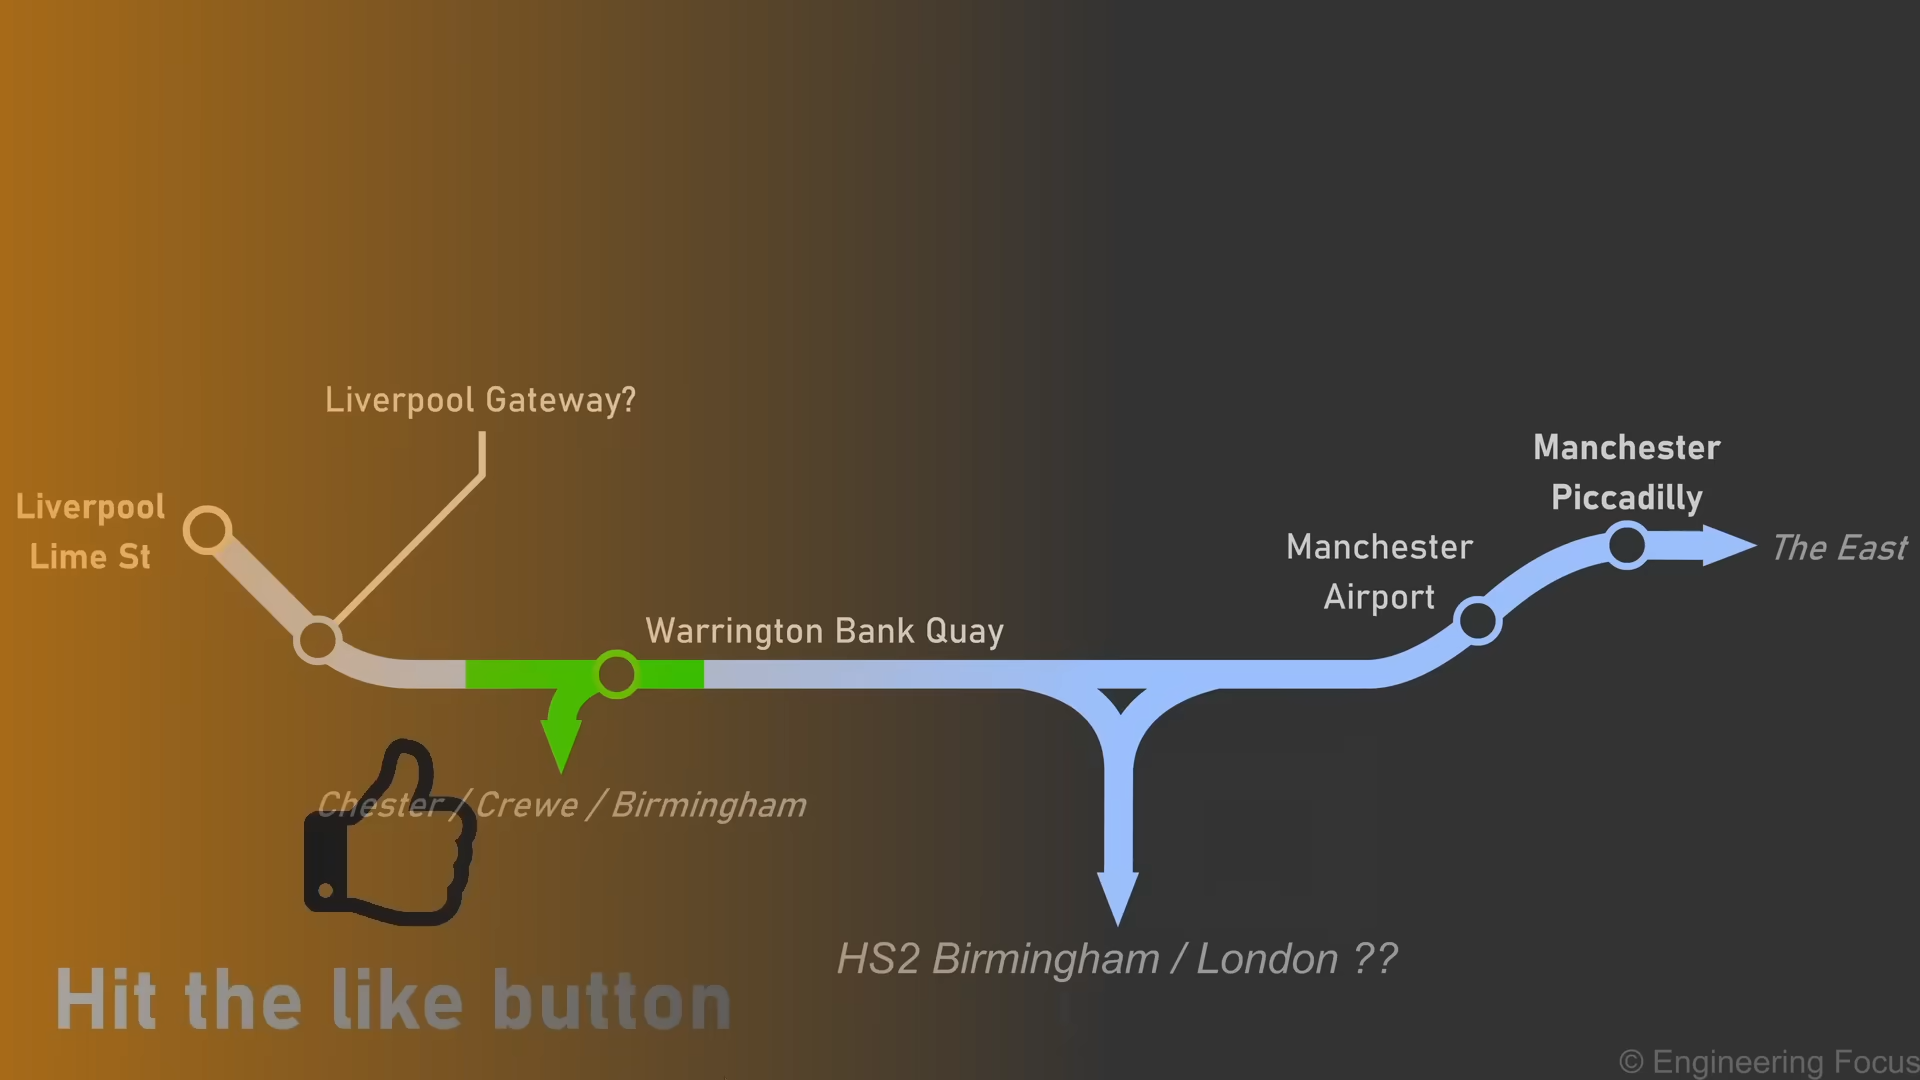 Liverpool Gateway?
Liverpool
Lime St
Manchester
Piccadilly
Manchester
Airport
The East
Warrington Bank Quay
Chester / Crewe / Birmingham
HS2 Birmingham / London ??
Hit the like button
© Engineering Focus